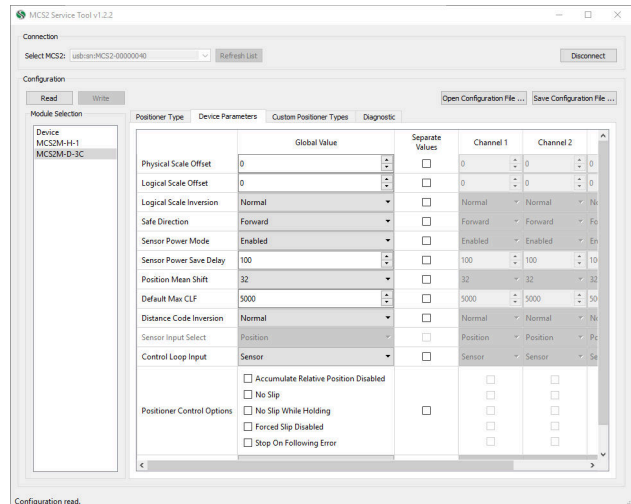 MCS2 Service Tool v1.2.2
Connection
Select MCS2: usb:sn:MCS2-00000040 Refresh List Disconnect
Configuration
Read Write Open Configuration File ... Save Configuration File ...
Module Selection Positioner Type Device Parameters Custom Positioner Types Diagnostic
Device
MCS2M-H-1
MCS2M-D-3C
Global Value Separate Values Channel 1 Channel 2
Physical Scale Offset 0 0 0 0
Logical Scale Offset 0 0 0 0
Logical Scale Inversion Normal Normal Normal
Safe Direction Forward Forward Forward
Sensor Power Mode Enabled Enabled Enabled
Sensor Power Save Delay 100 100 100
Position Mean Shift 32 32 32
Default Max CLF 5000 5000 5000
Distance Code Inversion Normal Normal Normal
Sensor Input Select Position Position Position
Control Loop Input Sensor Sensor Sensor
Positioner Control Options
Accumulate Relative Position Disabled
No Slip
No Slip While Holding
Forced Slip Disabled
Stop On Following Error
Configuration read.